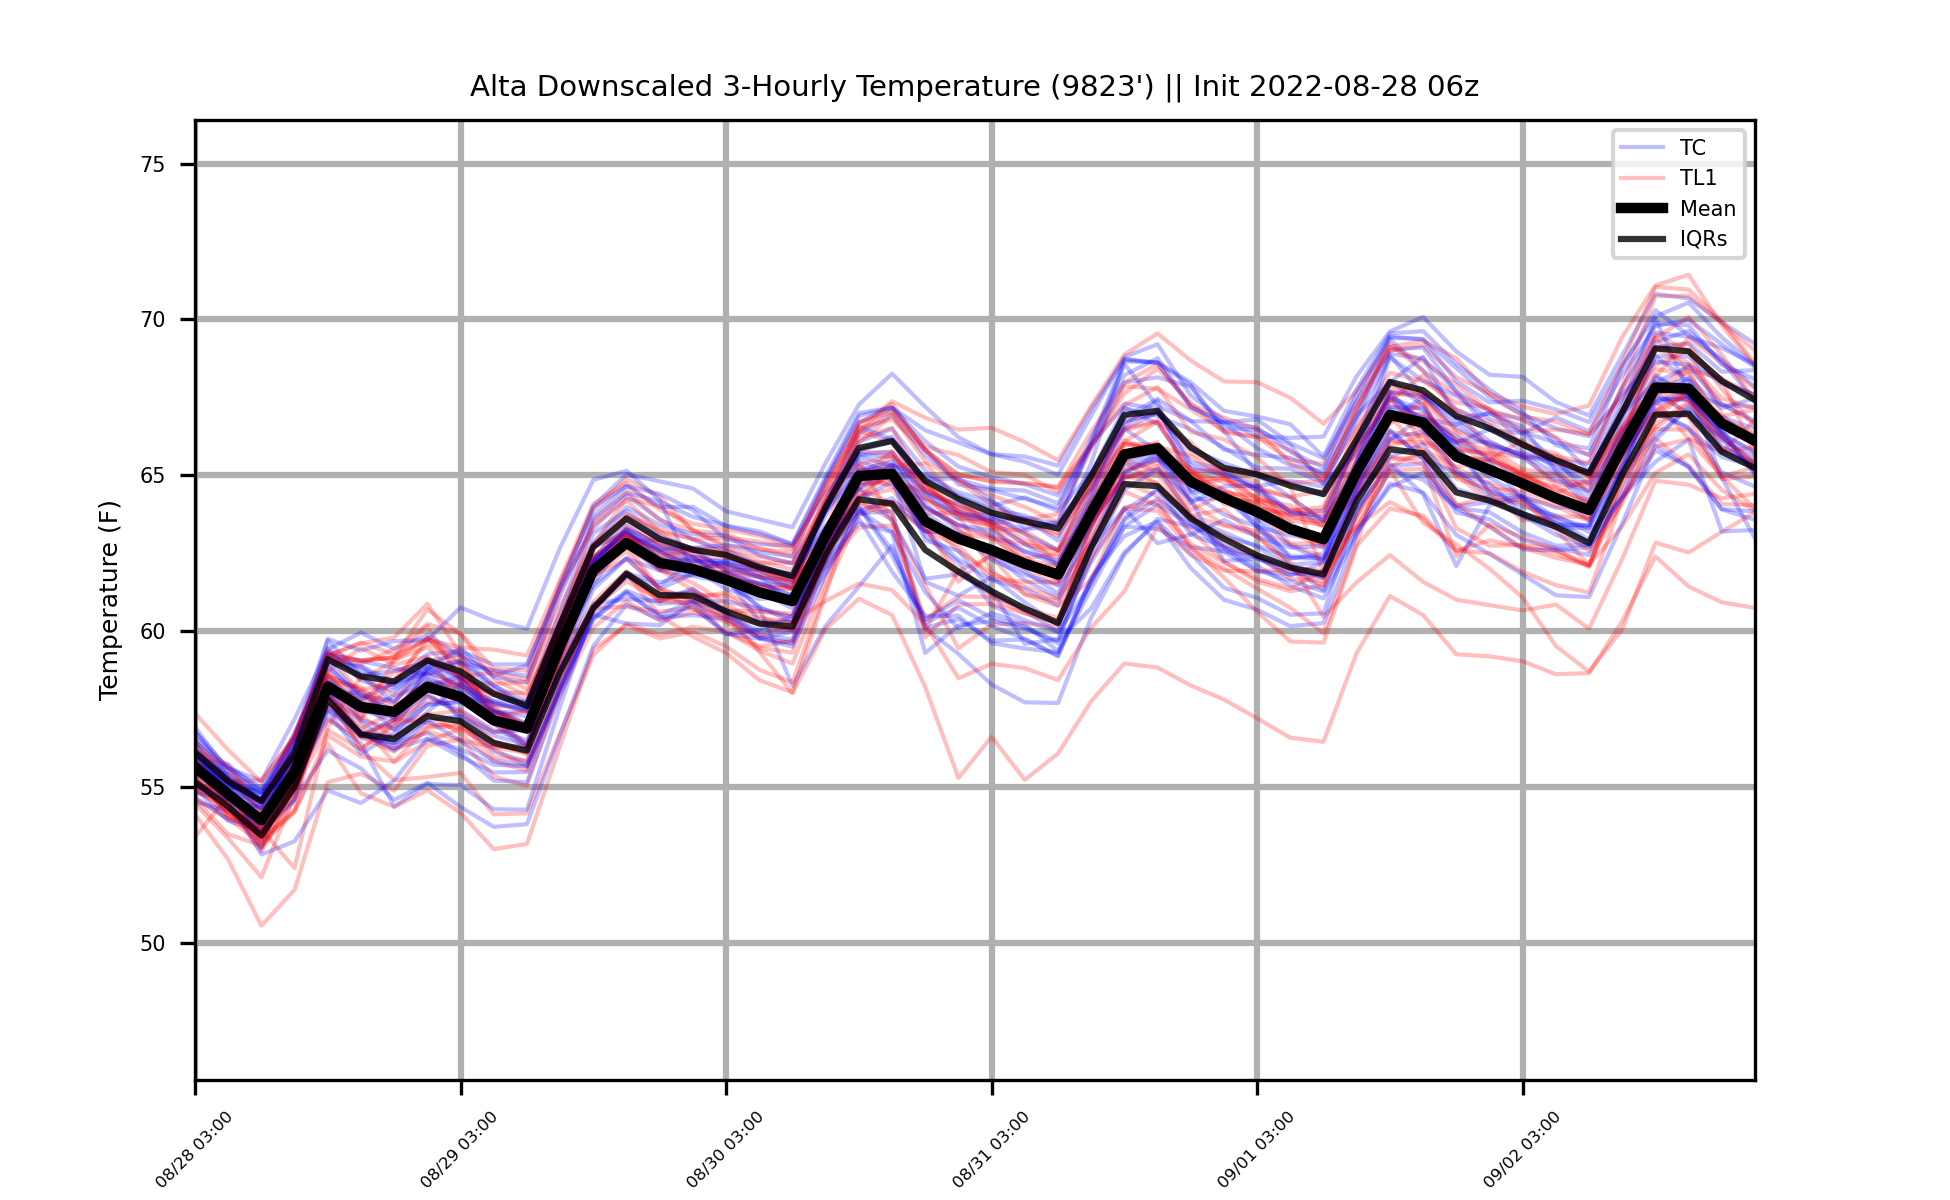 Alta Downscaled 3-Hourly Temperature (9823') || Init 2022-08-28 06z
TC
TL1
Mean
IQRs
Temperature (F)
75
70
65
60
55
50
08/28 03:00
08/29 03:00
08/30 03:00
08/31 03:00
09/01 03:00
09/02 03:00